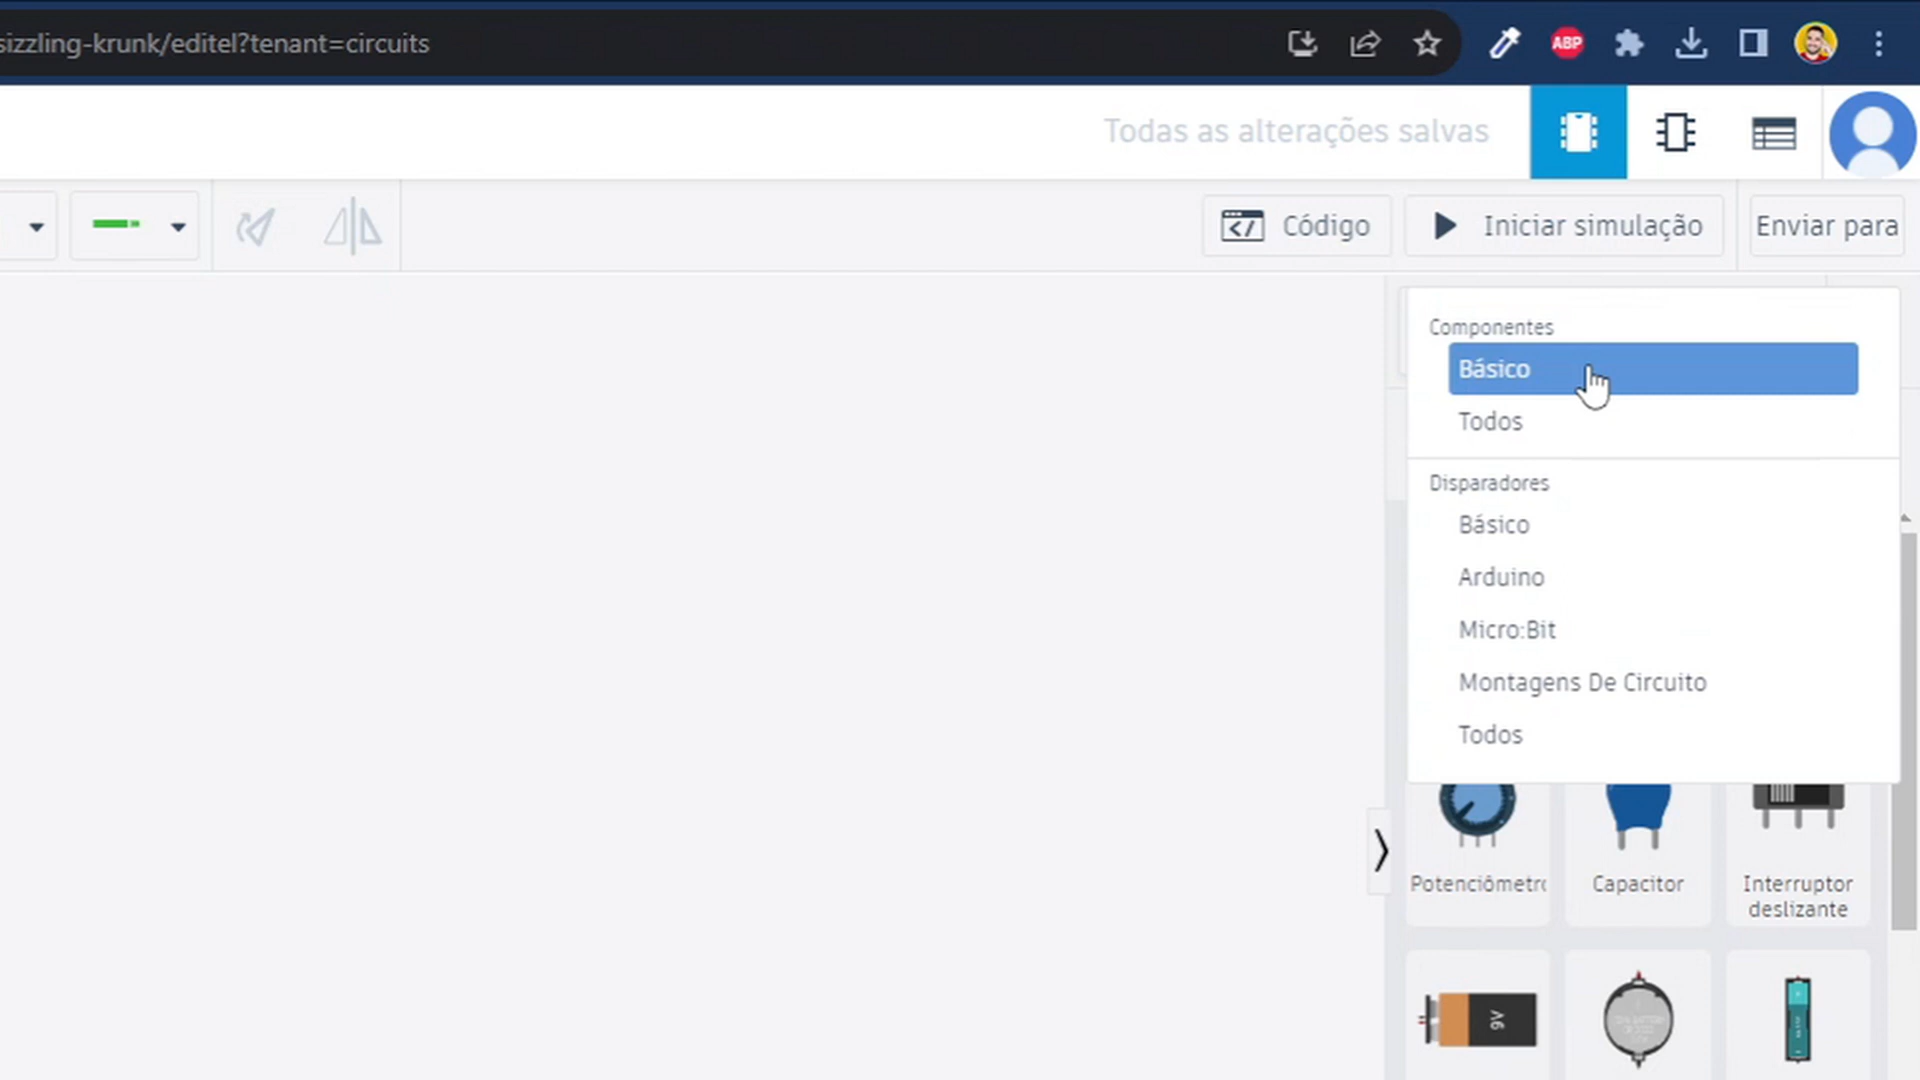 sizzling-krunk/editel?tenant=circuits
ABP
Todas as alterações salvas
Código
Iniciar simulação
Enviar para
Componentes
Básico
Todos
Disparadores
Básico
Arduino
Micro:Bit
Montagens De Circuito
Todos
Potenciômetro
Capacitor
Interruptor
deslizante
9V